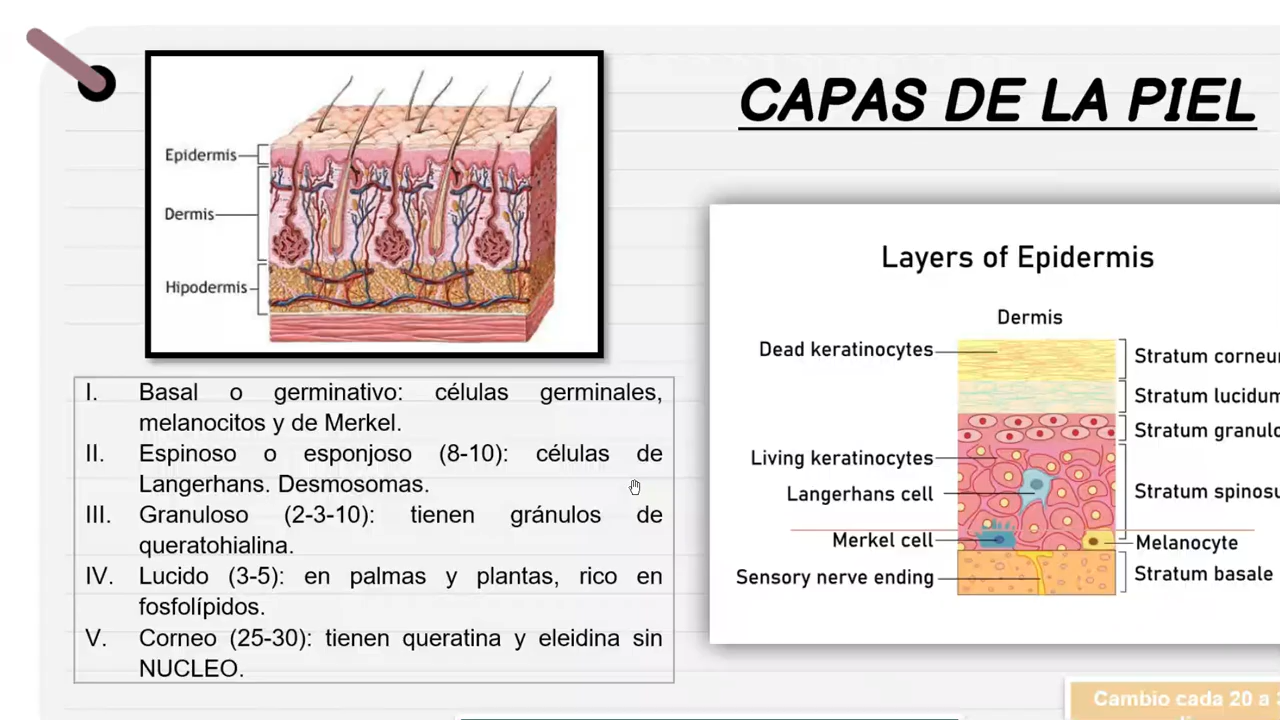 CAPAS DE LA PIEL
Epidermis
Dermis
Hipodermis
I. Basal o germinativo: células germinales,
melanocitos y de Merkel.
II. Espinoso o esponjoso (8-10): células de
Langerhans. Desmosomas.
III. Granuloso (2-3-10): tienen gránulos de
queratohialina.
IV. Lucido (3-5): en palmas y plantas, rico en
fosfolípidos.
V. Corneo (25-30): tienen queratina y eleidina sin
NUCLEO.
Layers of Epidermis
Dermis
Dead keratinocytes
Living keratinocytes
Langerhans cell
Merkel cell
Sensory nerve ending
Stratum
Stratum
Stratum
Stratum
Melanocyte
Stratum basale
Cambio cada 20 a